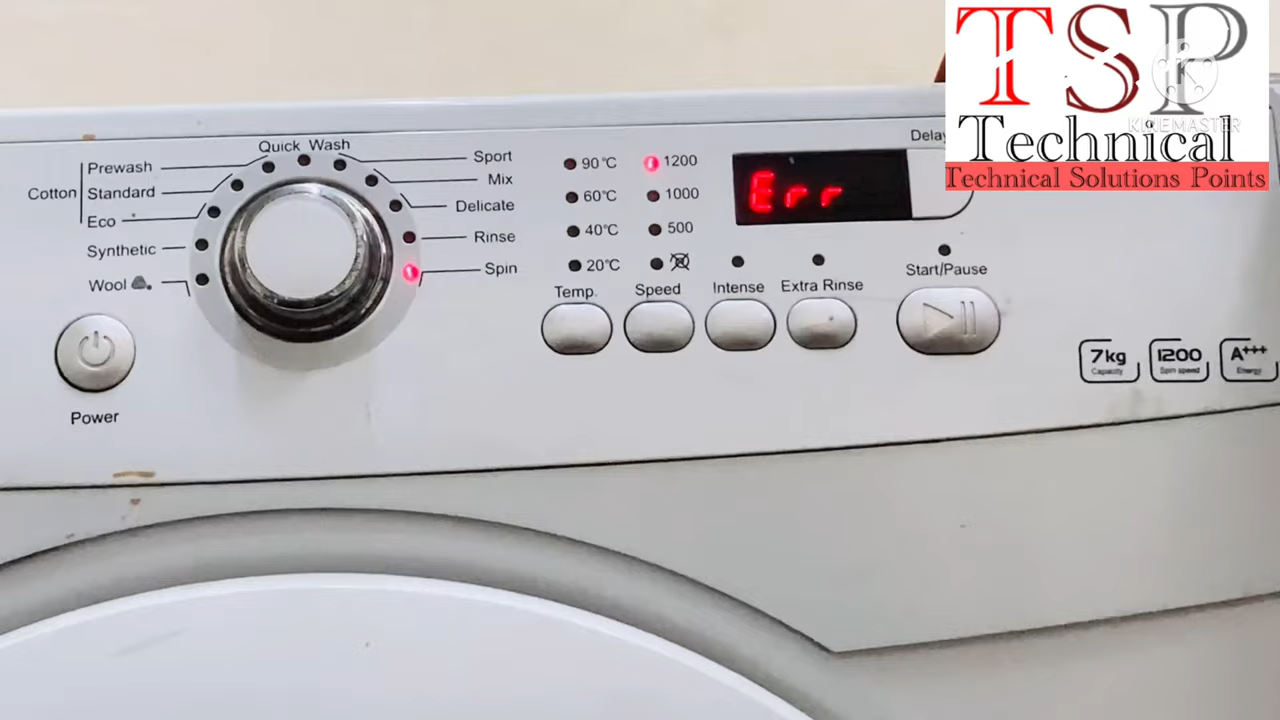 TSP
KINEMASTER
Technical
Technical Solutions Points
Delay
Quick Wash
Cotton
Prewash
Standard
Eco
Synthetic
Wool
Sport
Mix
Delicate
Rinse
Spin
90°C
60°C
40°C
20°C
Temp.
1200
1000
500
Speed
Err
Intense
Extra Rinse
Start/Pause
Power
7kg
Capacity
1200
Spin speed
A+++
Energy